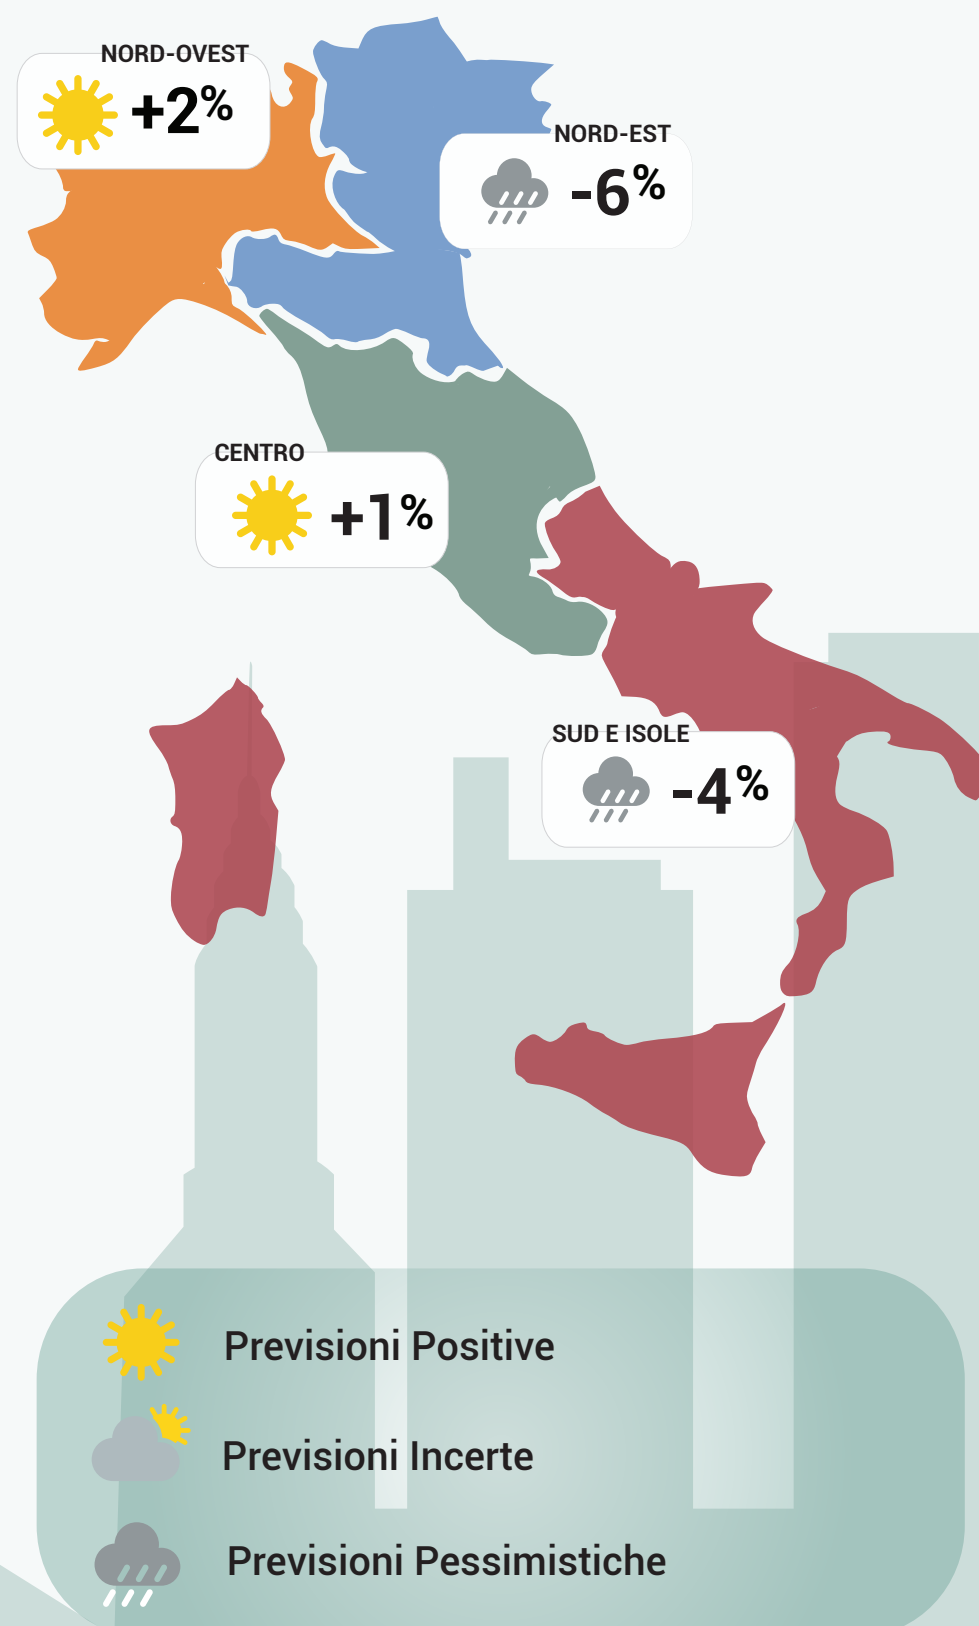 NORD-OVEST
+2%
NORD-EST
-6%
CENTRO
+1%
SUD E ISOLE
-4%
Previsioni Positive
Previsioni Incerte
Previsioni Pessimistiche